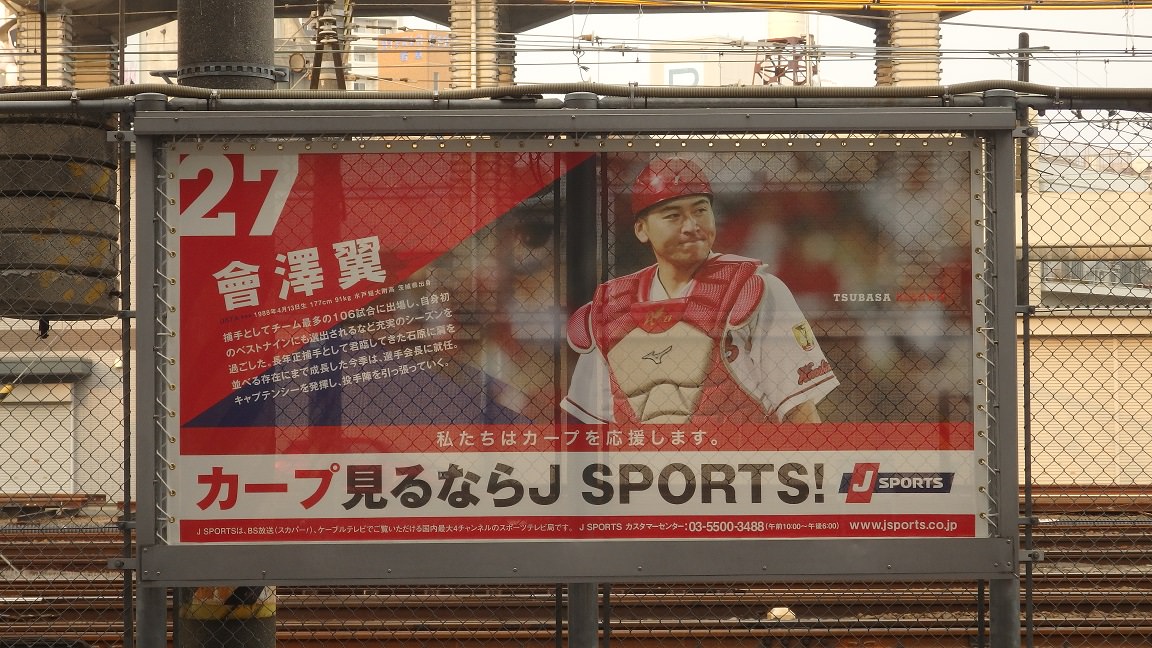 27
會澤翼
1988年4月13日生 177cm 91kg 水戸短大附高 茨城県出身
捕手としてチーム最多の106試合に出場し、自身初
のベストナインにも選出されるなど充実のシーズンを
過ごした。長年正捕手として君臨してきた石原に肩を
並べる存在にまで成長した今季は、選手会長に就任。
キャプテンシーを発揮し、投手陣を引っ張っていく。
TSUBASA AIZAWA
私たちはカープを応援します。
カープ見るならJ SPORTS!
J SPORTS
J SPORTSは、BS放送(スカパー!)、ケーブルテレビでご覧いただける国内最大4チャンネルのスポーツテレビ局です。 J SPORTS カスタマーセンター:03-5500-3488(午前10:00〜午後6:00) www.jsports.co.jp